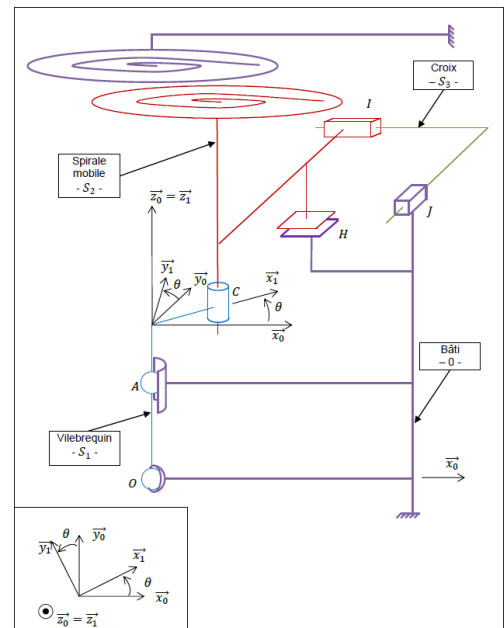 Croix
– S₃ -
I
Spirale
mobile
- S₂ -
z₀⃗ = z₁⃗
J
H
y₁⃗
θ
y₀⃗
C
x₁⃗
θ
x₀⃗
A
Bâti
– 0 -
Vilebrequin
- S₁ -
O
x₀⃗
y₁⃗
θ
y₀⃗
x₁⃗
θ
x₀⃗
z₀⃗ = z₁⃗